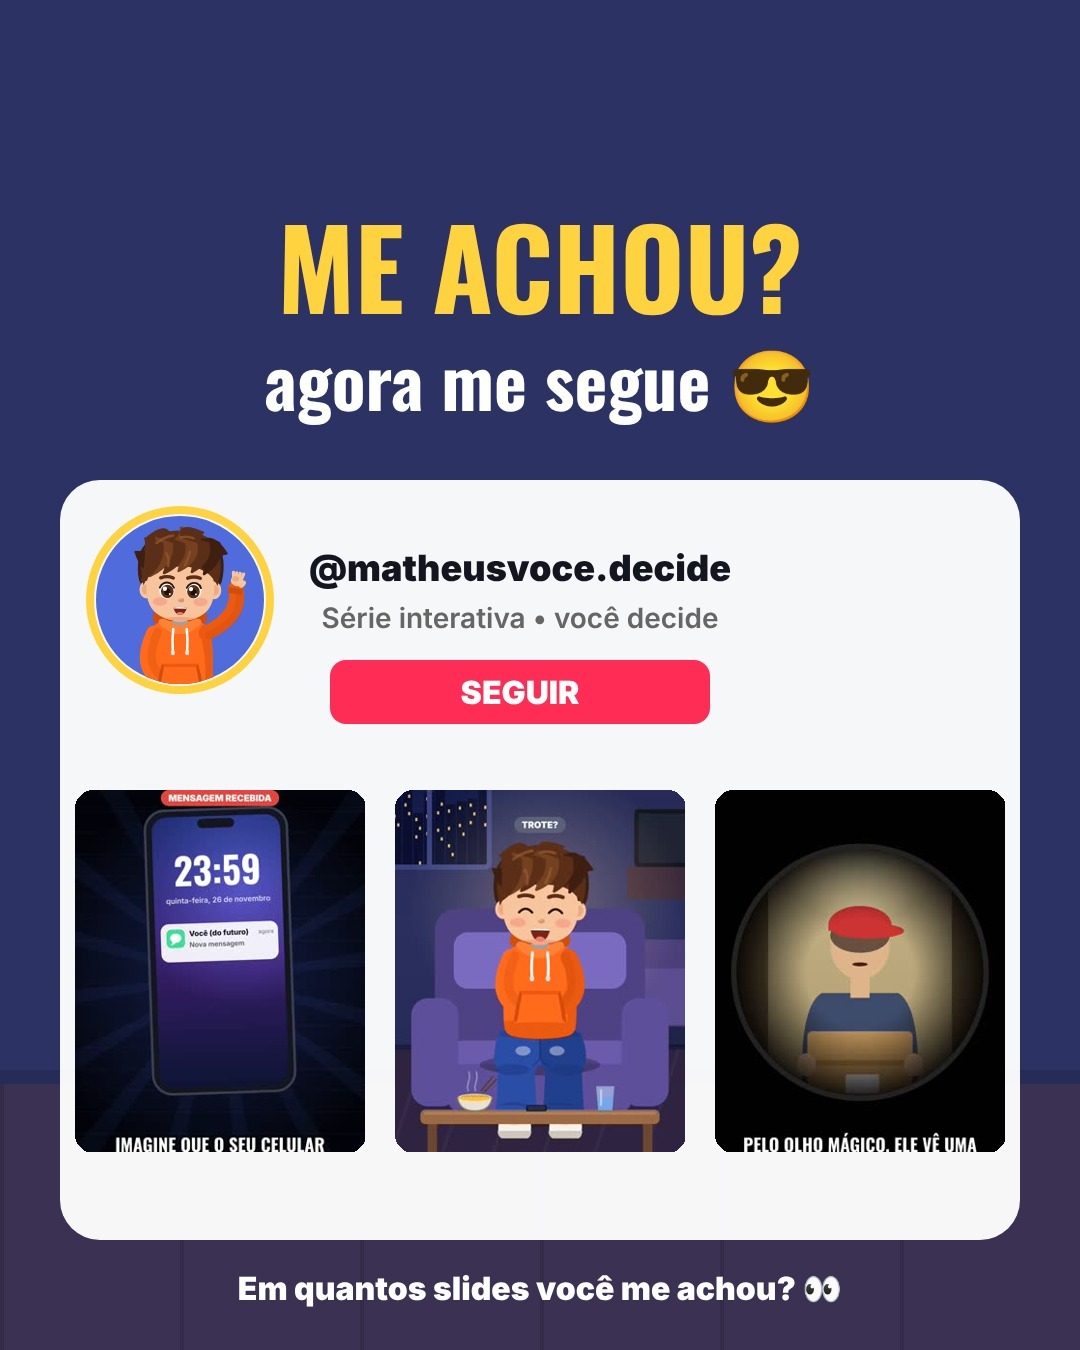 ME ACHOU?
agora me segue 😎
@matheusvoce.decide
Série interativa • você decide
SEGUIR
MENSAGEM RECEBIDA
23:59
quinta-feira, 26 de novembro
Você (do futuro) agora
Nova mensagem
IMAGINE QUE O SEU CELULAR
TROTE?
PELO OLHO MÁGICO, ELE VÊ UMA
Em quantos slides você me achou? 👀